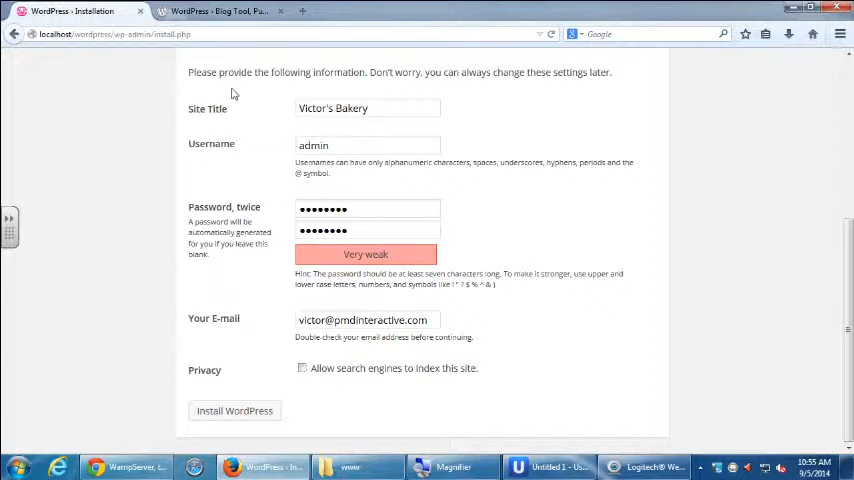 WordPress › Installation
WordPress › Blog Tool, Pu...
localhost/wordpress/wp-admin/install.php
Google
Please provide the following information. Don't worry, you can always change these settings later.
Site Title
Victor's Bakery
Username
admin
Usernames can have only alphanumeric characters, spaces, underscores, hyphens, periods and the
@ symbol.
Password, twice
A password will be
automatically generated
for you if you leave this
blank.
●●●●●●●●
●●●●●●●●
Very weak
Hint: The password should be at least seven characters long. To make it stronger, use upper and
lower case letters, numbers, and symbols like ! " ? $ % ^ & ).
Your E-mail
victor@pmdinteractive.com
Double-check your email address before continuing.
Privacy
Allow search engines to index this site.
Install WordPress
WampServer, t...
WordPress › In...
www
Magnifier
Untitled 1 - Us...
Logitech® We...
10:55 AM
9/5/2014